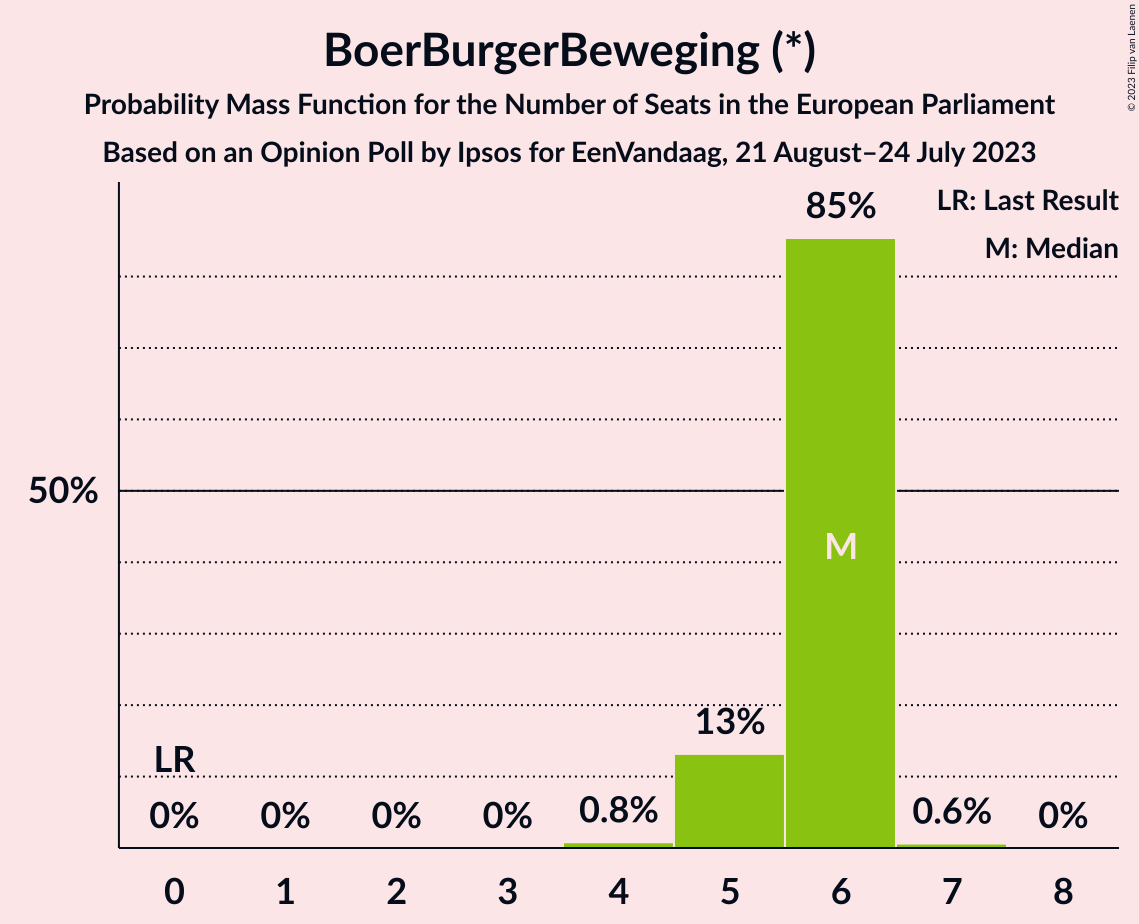 BoerBurgerBeweging (*)
Probability Mass Function for the Number of Seats in the European Parliament
Based on an Opinion Poll by Ipsos for EenVandaag, 21 August–24 July 2023
© 2023 Filip van Laenen
LR: Last Result
M: Median
85%
50%
M
13%
LR
0% 0% 0% 0% 0.8% 0.6% 0%
0 1 2 3 4 5 6 7 8